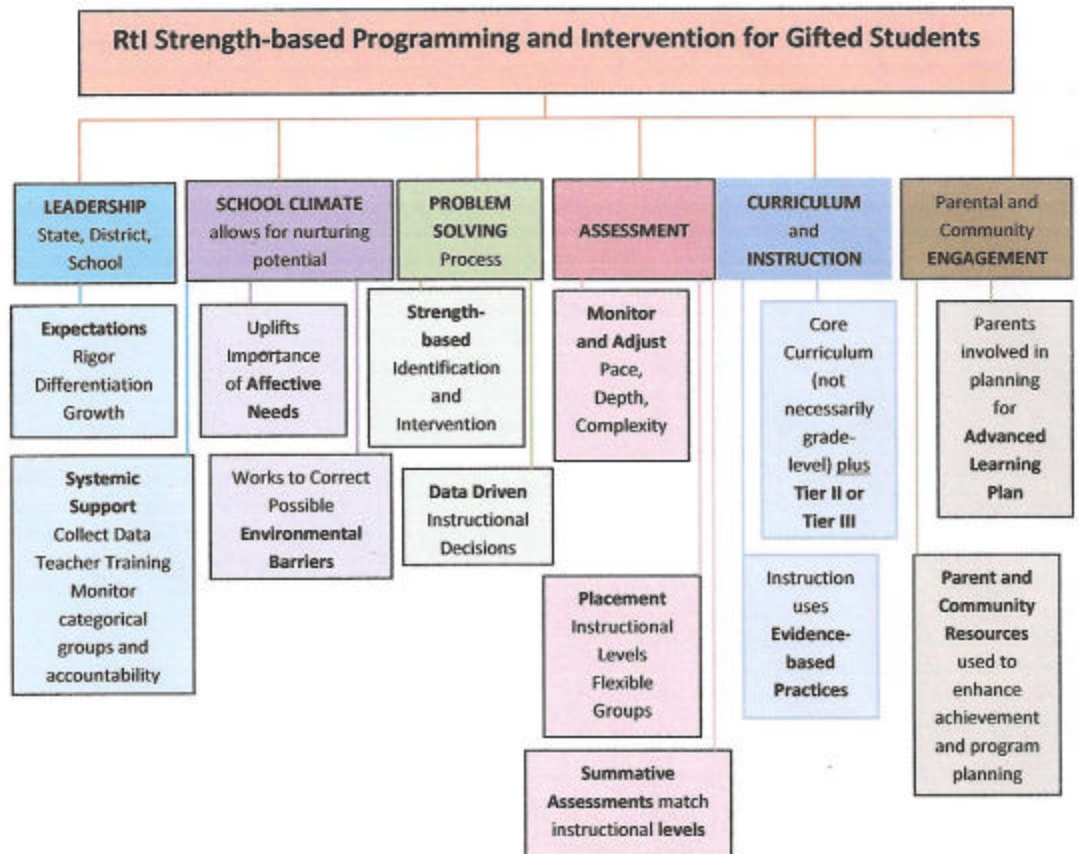 RtI Strength-based Programming and Intervention for Gifted Students
LEADERSHIP
State, District,
School
Expectations
Rigor
Differentiation
Growth
Systemic
Support
Collect Data
Teacher Training
Monitor
categorical
groups and
accountability
SCHOOL CLIMATE
allows for nurturing
potential
Uplifts
Importance
of Affective
Needs
Works to Correct
Possible
Environmental
Barriers
PROBLEM
SOLVING
Process
Strength-
based
Identification
and
Intervention
Data Driven
Instructional
Decisions
ASSESSMENT
Monitor
and Adjust
Pace,
Depth,
Complexity
Placement
Instructional
Levels
Flexible
Groups
Summative
Assessments match
instructional levels
CURRICULUM
and
INSTRUCTION
Core
Curriculum
(not
necessarily
grade-
level) plus
Tier II or
Tier III
Instruction
uses
Evidence-
based
Practices
Parental and
Community
ENGAGEMENT
Parents
involved in
planning
for
Advanced
Learning
Plan
Parent and
Community
Resources
used to
enhance
achievement
and program
planning